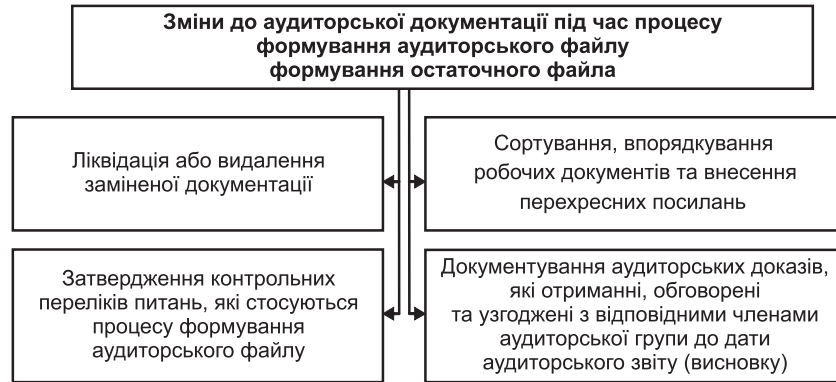 Зміни до аудиторської документації під час процесу
формування аудиторського файлу
формування остаточного файла
Ліквідація або видалення
заміненої документації
Сортування, впорядкування
робочих документів та внесення
перехресних посилань
Затвердження контрольних
переліків питань, які стосуються
процесу формування
аудиторського файлу
Документування аудиторських доказів,
які отриманні, обговорені
та узгоджені з відповідними членами
аудиторської групи до дати
аудиторського звіту (висновку)